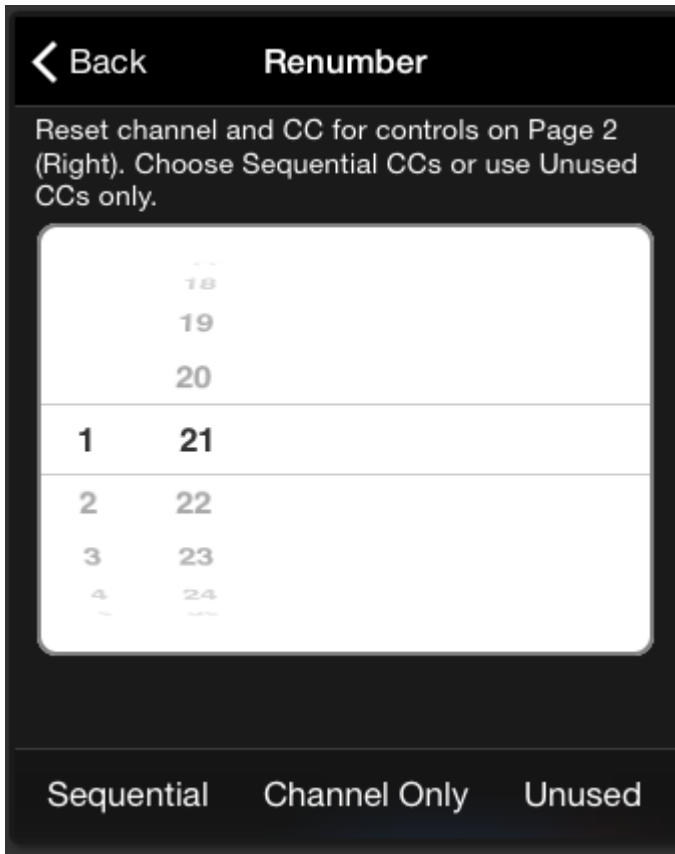 Back Renumber
Reset channel and CC for controls on Page 2
(Right). Choose Sequential CCs or use Unused
CCs only.
18
19
20
1 21
2 22
3 23
4 24
Sequential Channel Only Unused